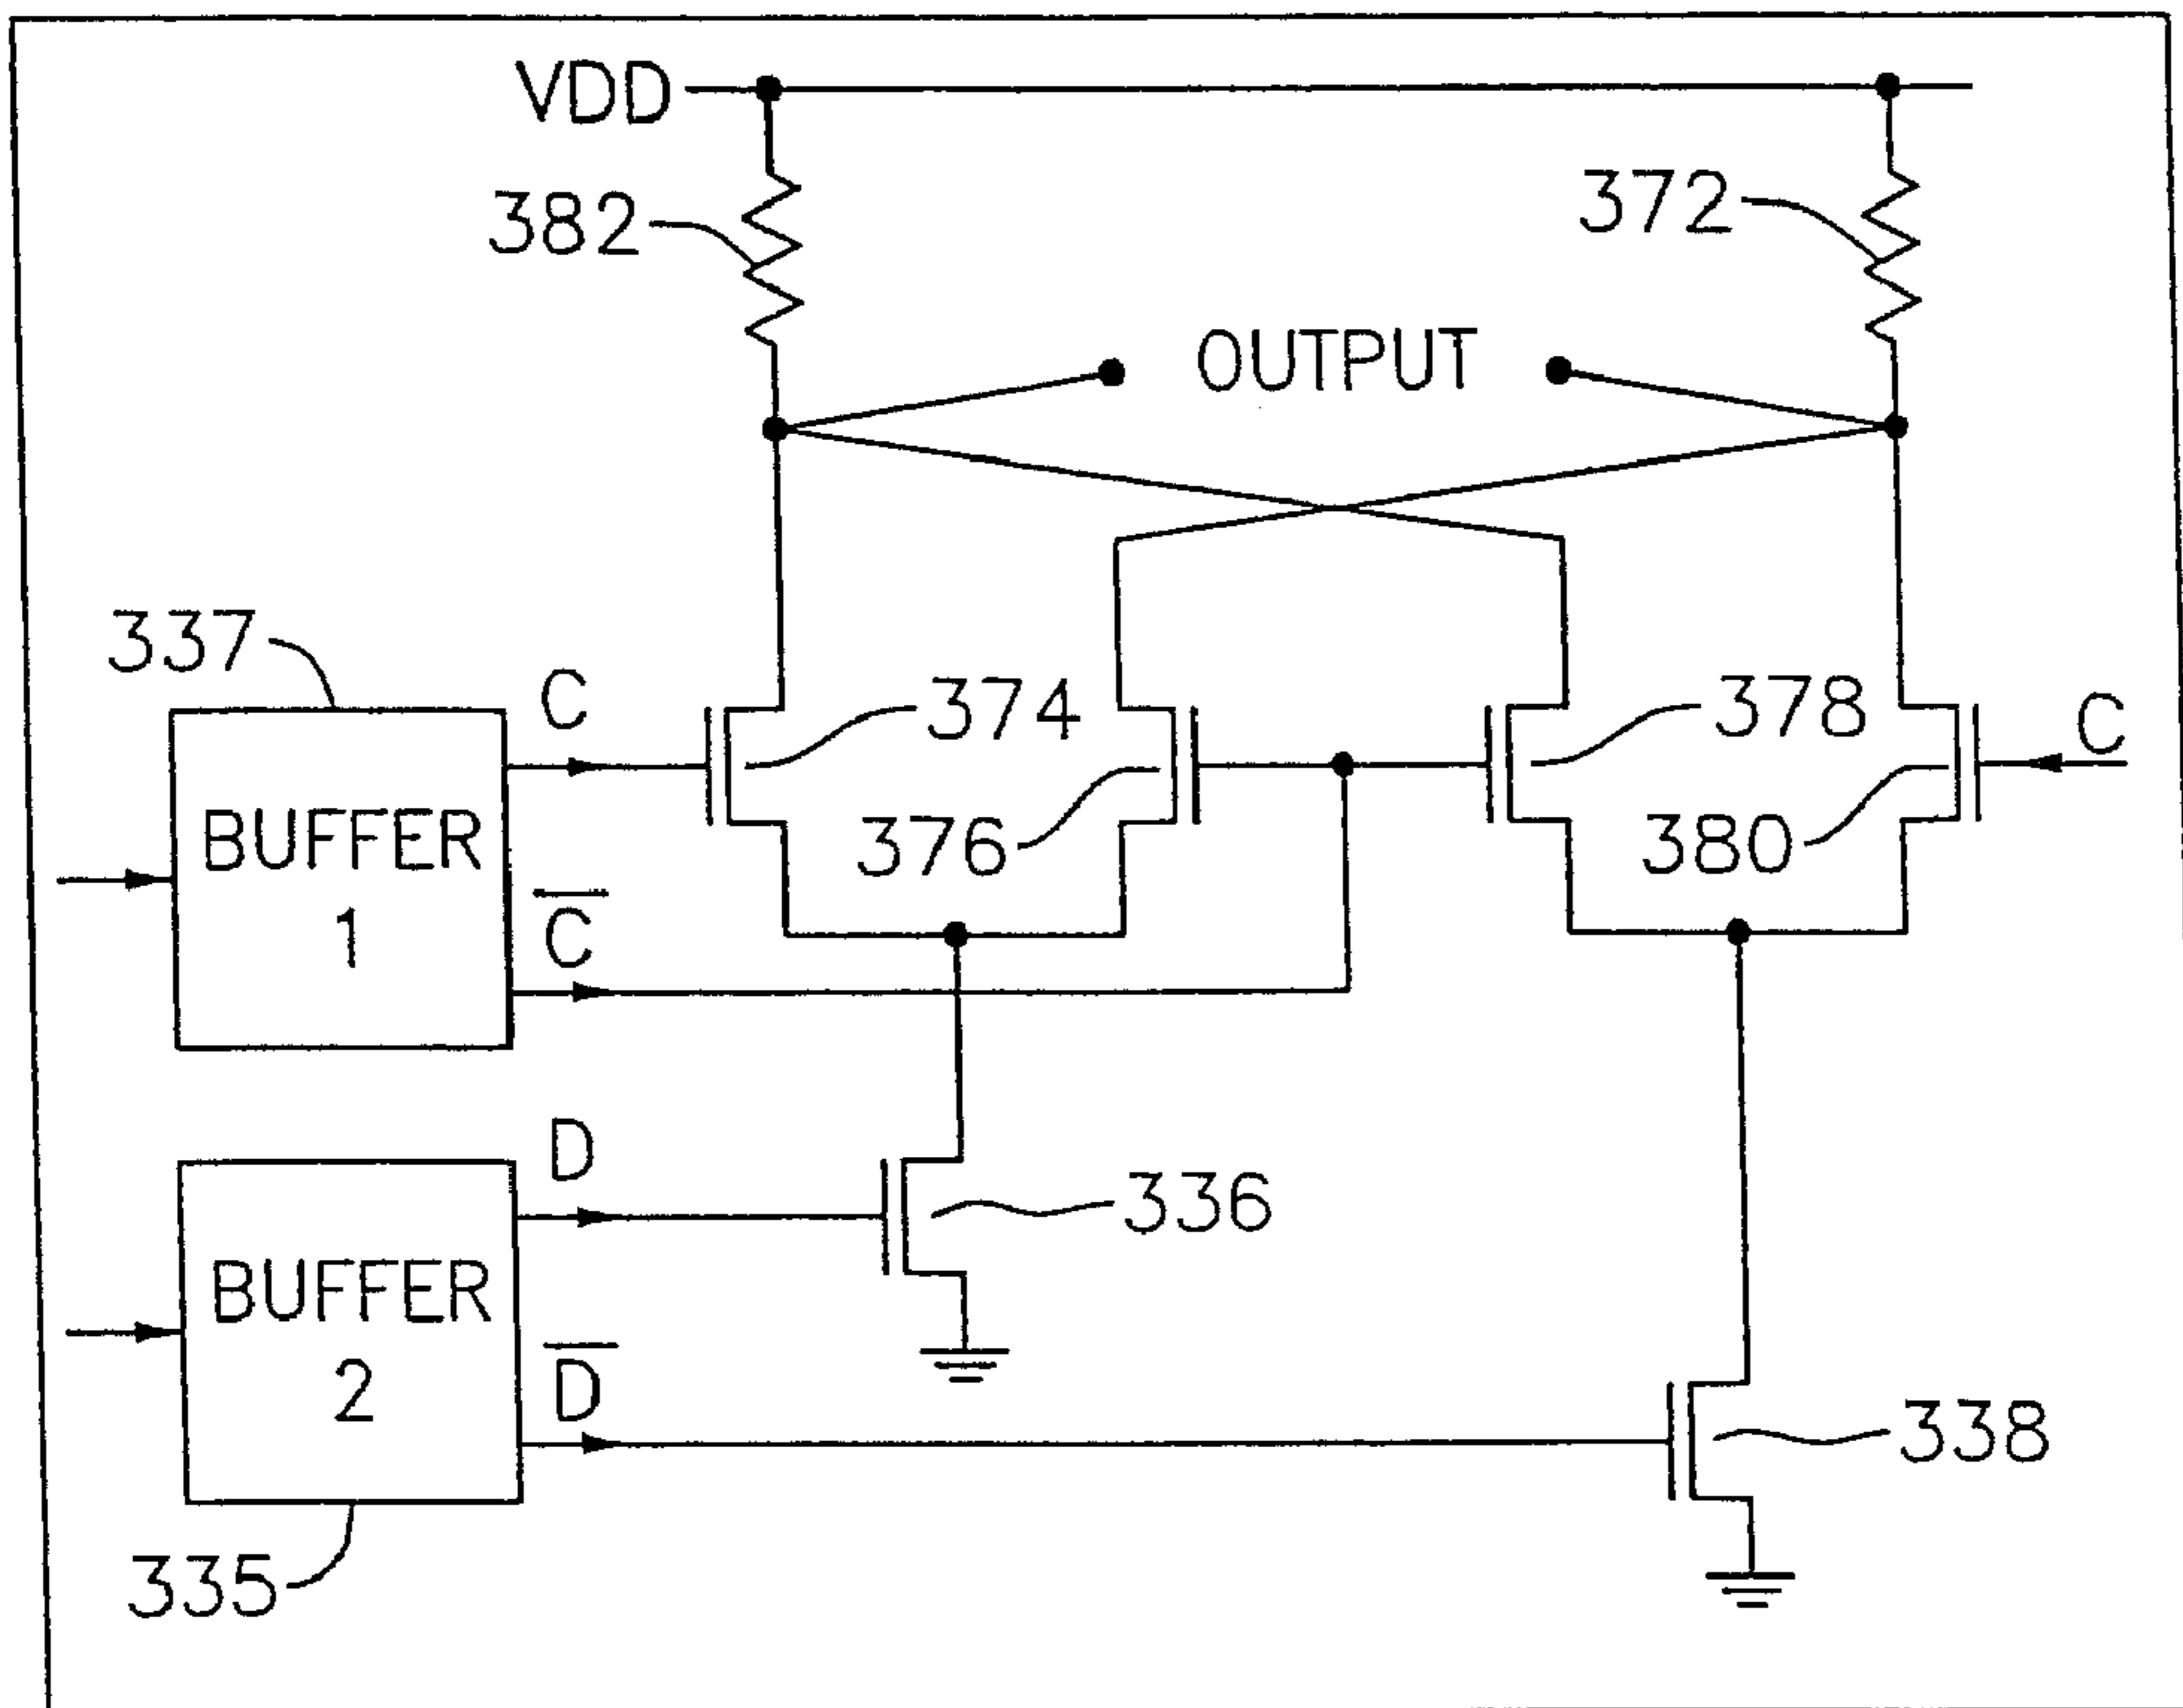 VDD
382
372
OUTPUT
337
C
374
378
C
BUFFER
1
376
380
C̅
D
336
BUFFER
2
D̅
338
335